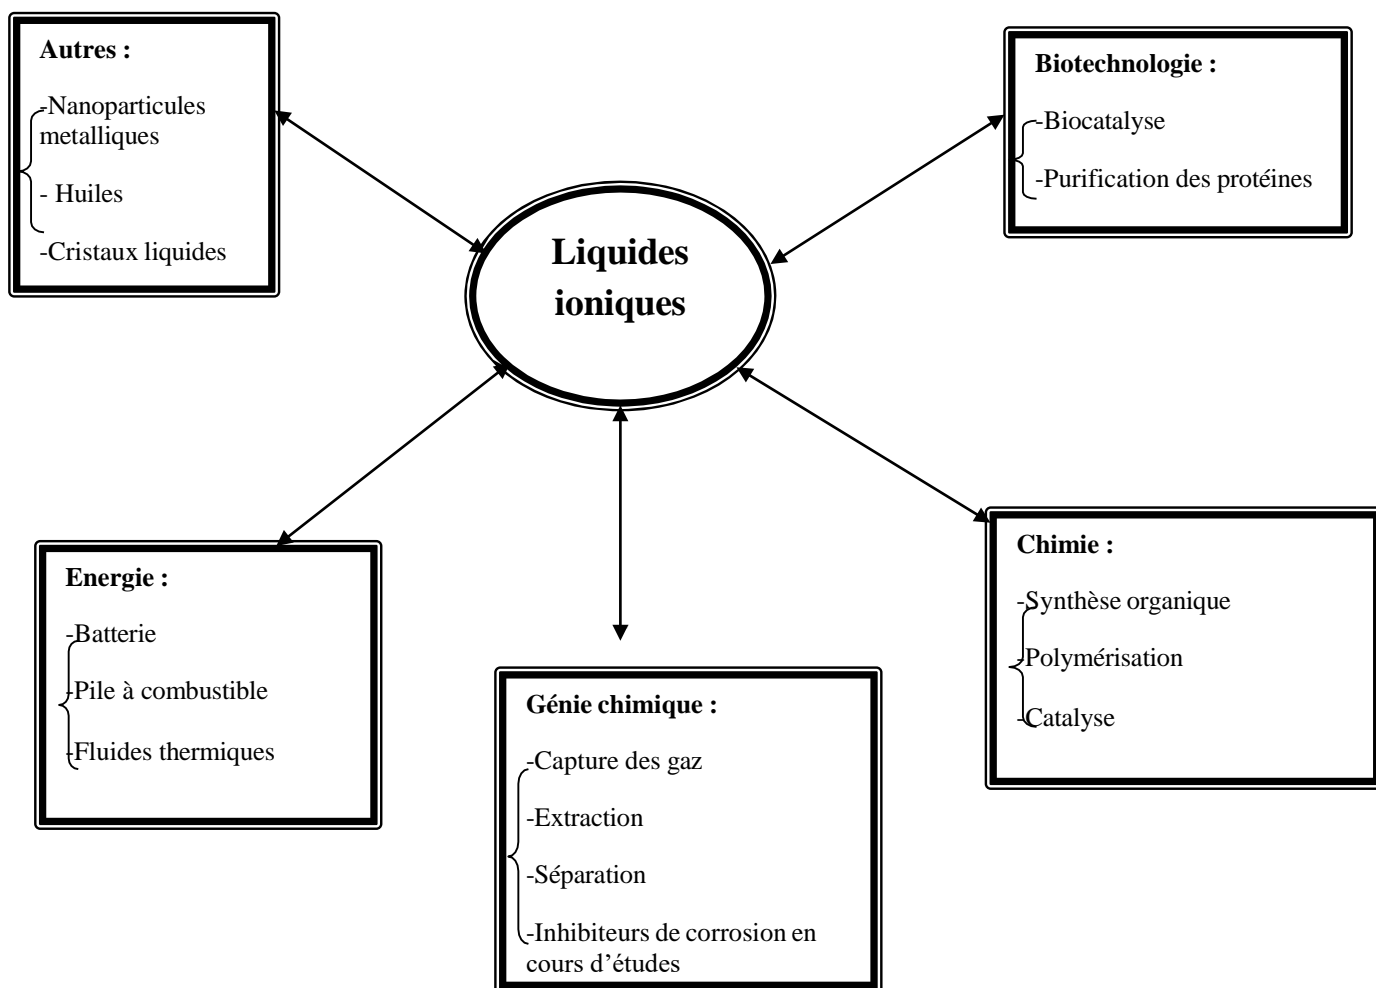 Autres :
-Nanoparticules
metalliques
- Huiles
-Cristaux liquides
Biotechnologie :
-Biocatalyse
-Purification des protéines
Liquides
ioniques
Energie :
-Batterie
-Pile à combustible
-Fluides thermiques
Génie chimique :
-Capture des gaz
-Extraction
-Séparation
-Inhibiteurs de corrosion en
cours d’études
Chimie :
-Synthèse organique
-Polymérisation
-Catalyse